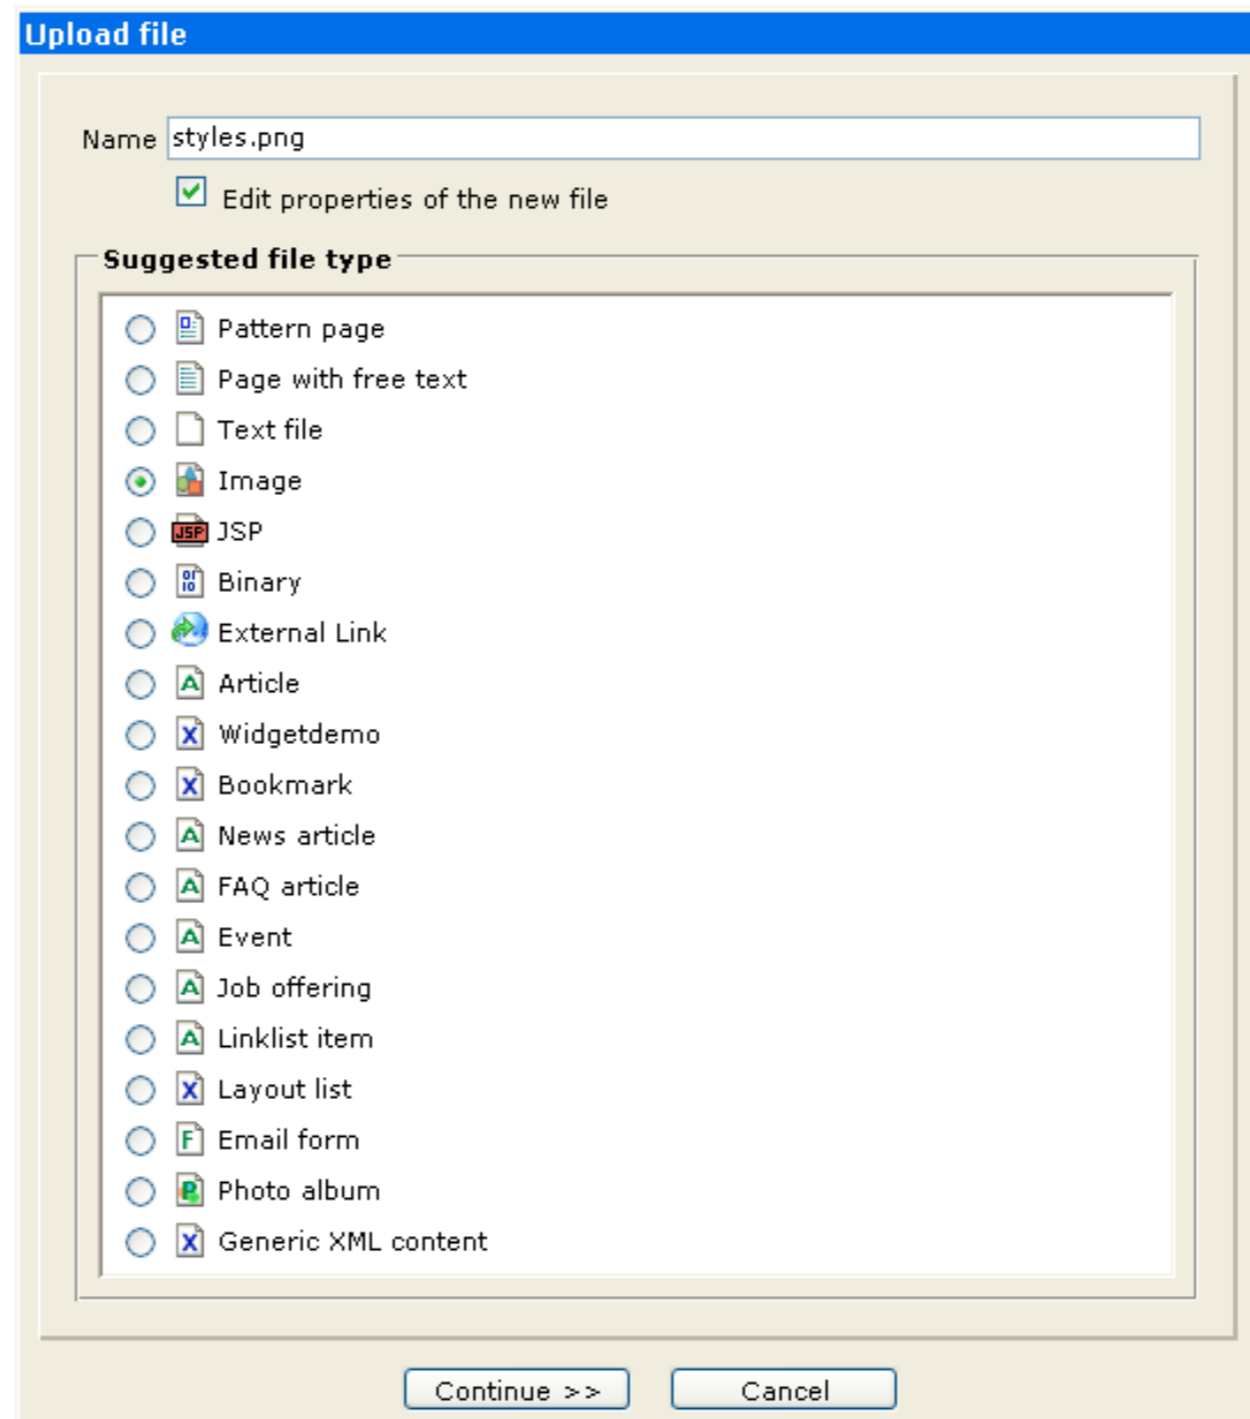 Upload file
Name styles.png
Edit properties of the new file
Suggested file type
Pattern page
Page with free text
Text file
Image
JSP JSP
Binary
External Link
A Article
X Widgetdemo
X Bookmark
A News article
A FAQ article
A Event
A Job offering
A Linklist item
X Layout list
F Email form
P Photo album
X Generic XML content
Continue >> Cancel